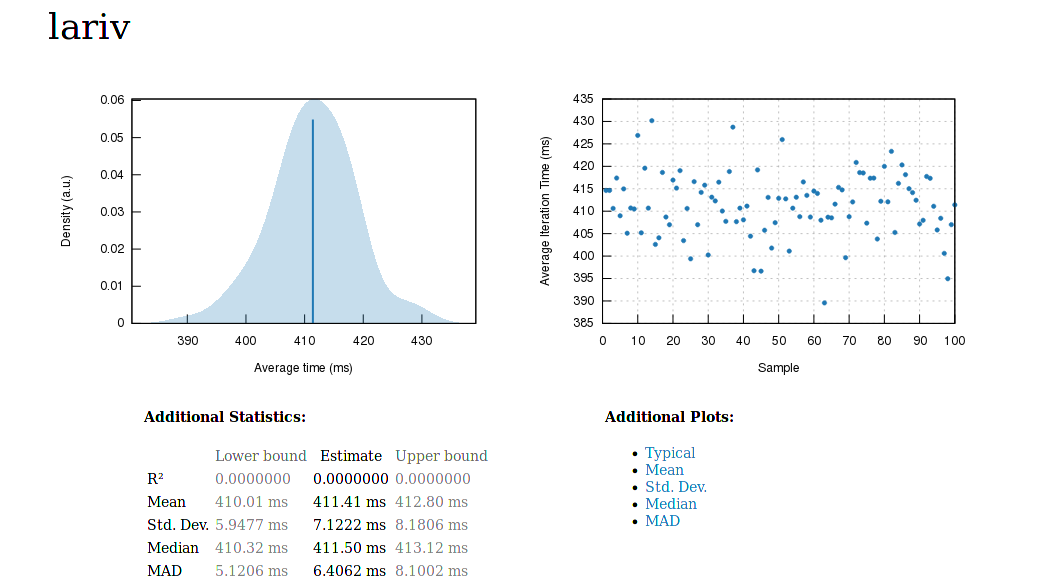 lariv
0.06
0.05
0.04
0.03
0.02
0.01
0
Density (a.u.)
390 400 410 420 430
Average time (ms)
435
430
425
420
415
410
405
400
395
390
385
Average Iteration Time (ms)
0 10 20 30 40 50 60 70 80 90 100
Sample
Additional Statistics:
Lower bound Estimate Upper bound
R² 0.0000000 0.0000000 0.0000000
Mean 410.01 ms 411.41 ms 412.80 ms
Std. Dev. 5.9477 ms 7.1222 ms 8.1806 ms
Median 410.32 ms 411.50 ms 413.12 ms
MAD 5.1206 ms 6.4062 ms 8.1002 ms
Additional Plots:
Typical
Mean
Std. Dev.
Median
MAD